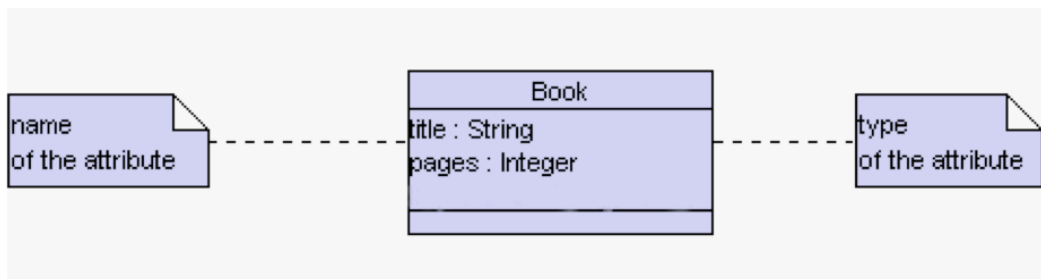 Book
name
of the attribute
title : String
pages : Integer
type
of the attribute